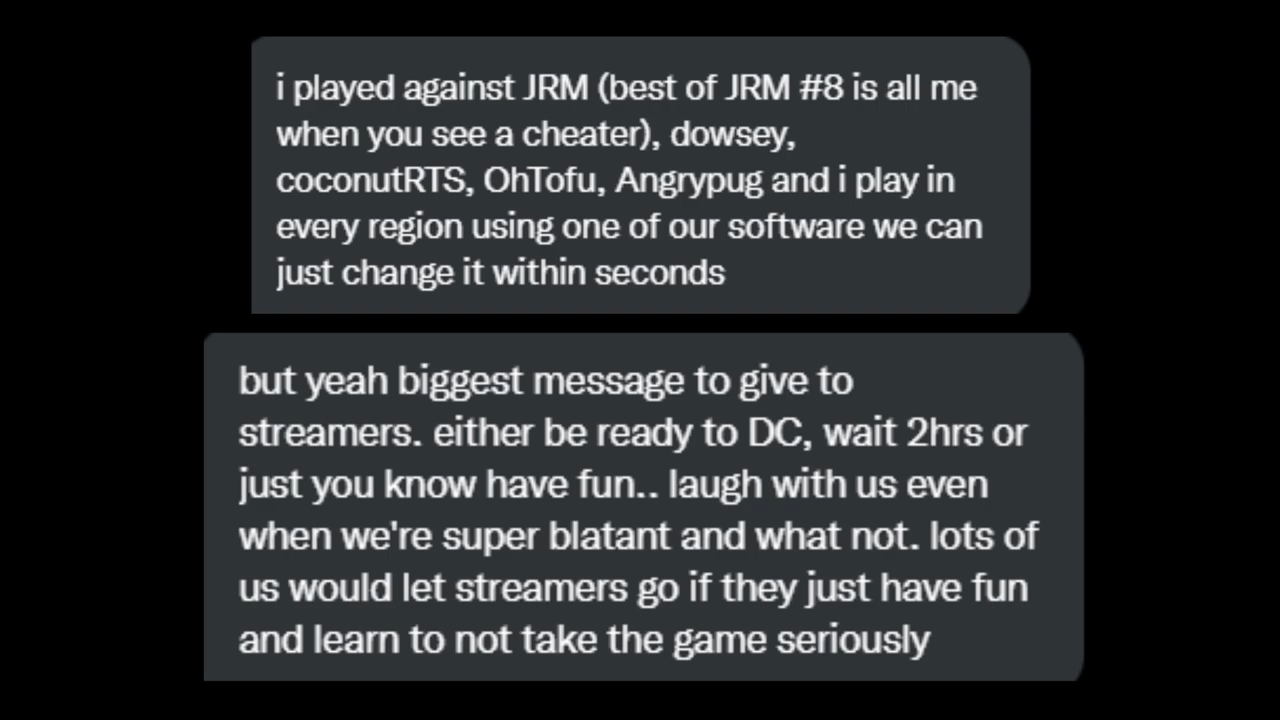 i played against JRM (best of JRM #8 is all me
when you see a cheater), dowsey,
coconutRTS, OhTofu, Angrypug and i play in
every region using one of our software we can
just change it within seconds
but yeah biggest message to give to
streamers. either be ready to DC, wait 2hrs or
just you know have fun.. laugh with us even
when we're super blatant and what not. lots of
us would let streamers go if they just have fun
and learn to not take the game seriously